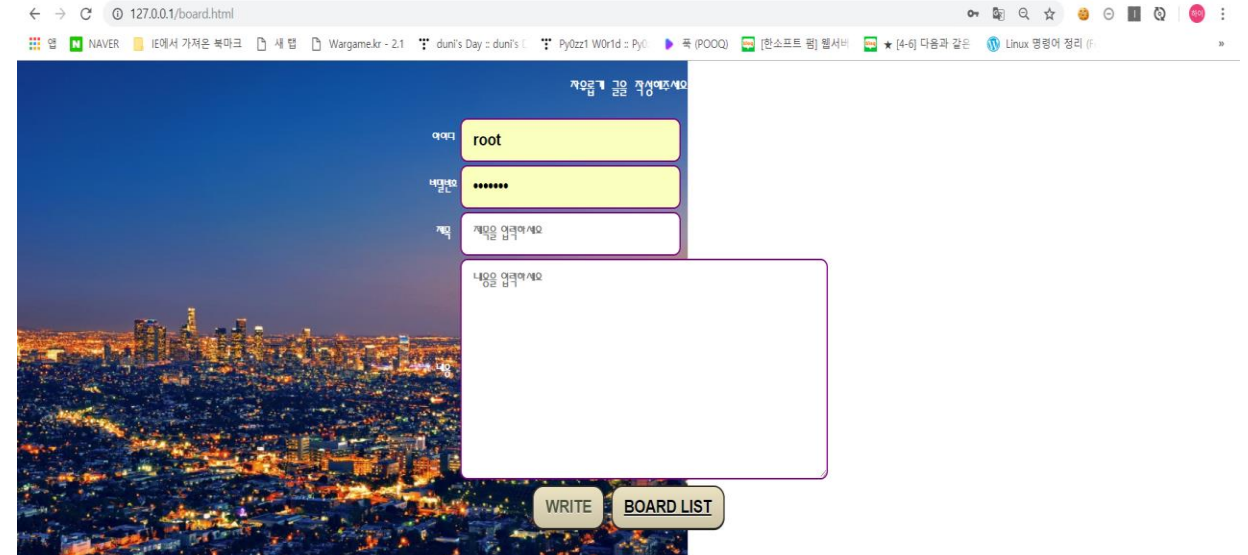 127.0.0.1/board.html
앱 NAVER IE에서 가져온 북마크 새 탭 Wargame.kr - 2.1 duni's Day :: duni's Py0zz1 W0r1d :: Py0 푹 (POOQ) [한소프트 펌] 웹서버 ★ [4-6] 다음과 같은 Linux 명령어 정리 (F »
하이
자유롭게 글을 작성해주세요
아이디 root
비밀번호 •••••••
제목 제목을 입력하세요
내용을 입력하세요
내용
WRITE BOARD LIST